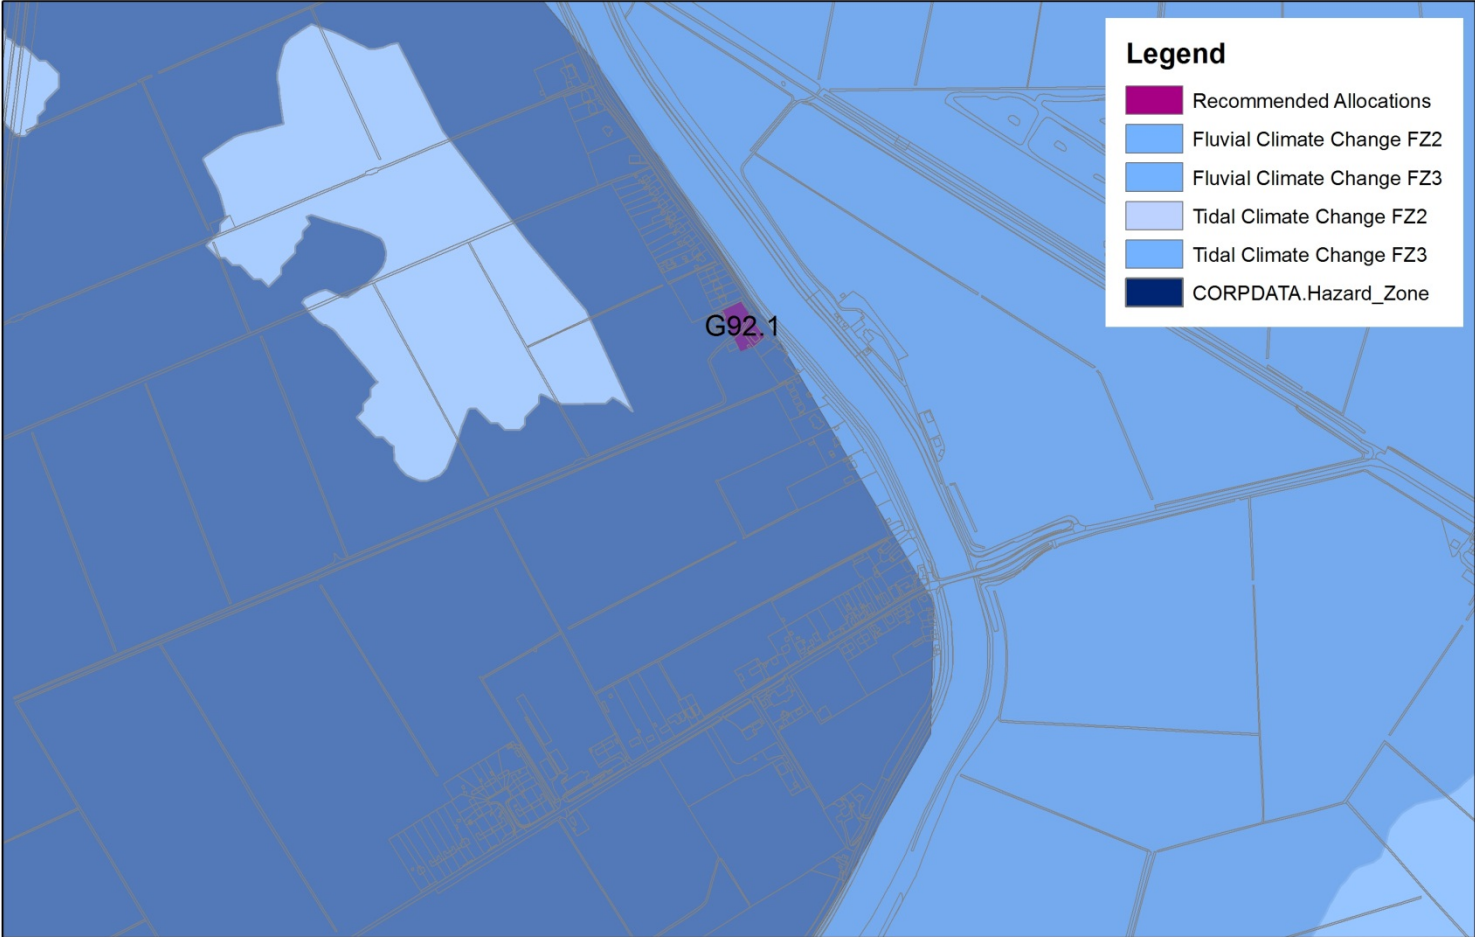 Legend
Recommended Allocations
Fluvial Climate Change FZ2
Fluvial Climate Change FZ3
Tidal Climate Change FZ2
Tidal Climate Change FZ3
CORPDATA.Hazard_Zone
G92.1